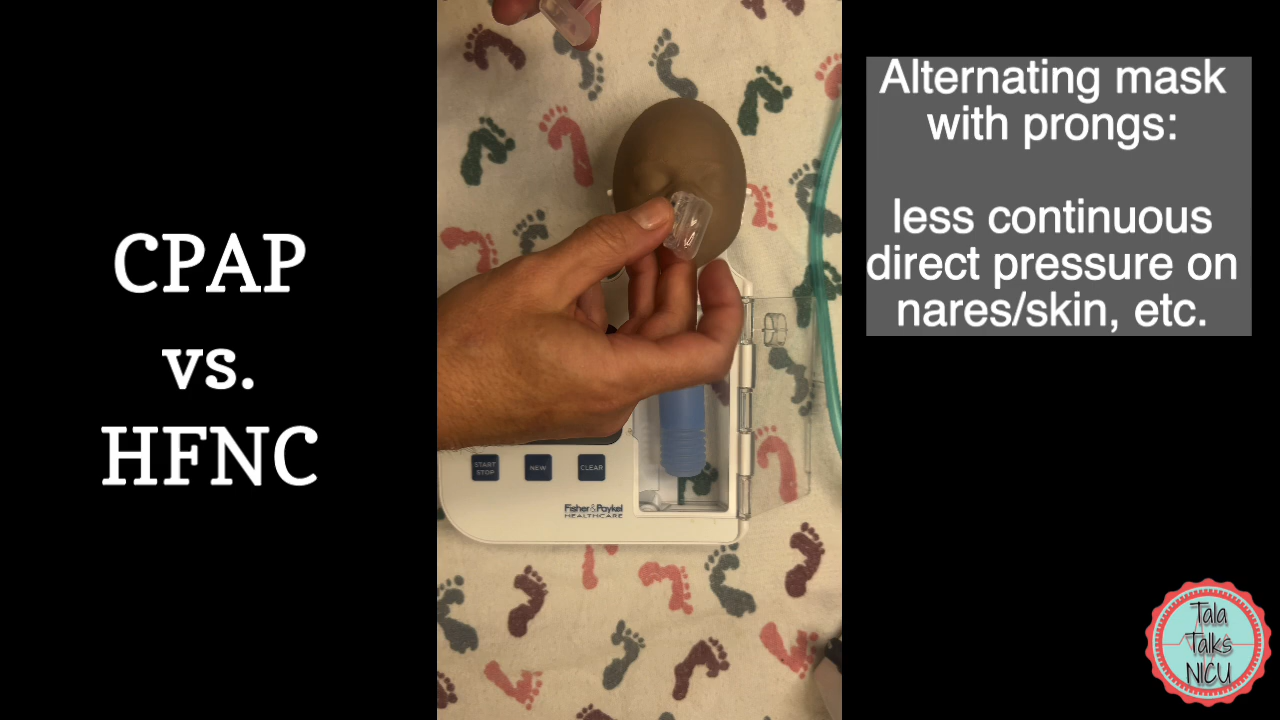 CPAP
vs.
HFNC
START
STOP
NEW
CLEAR
Fisher&Paykel
HEALTHCARE
Alternating mask
with prongs:
less continuous
direct pressure on
nares/skin, etc.
Tala
Talks
NICU